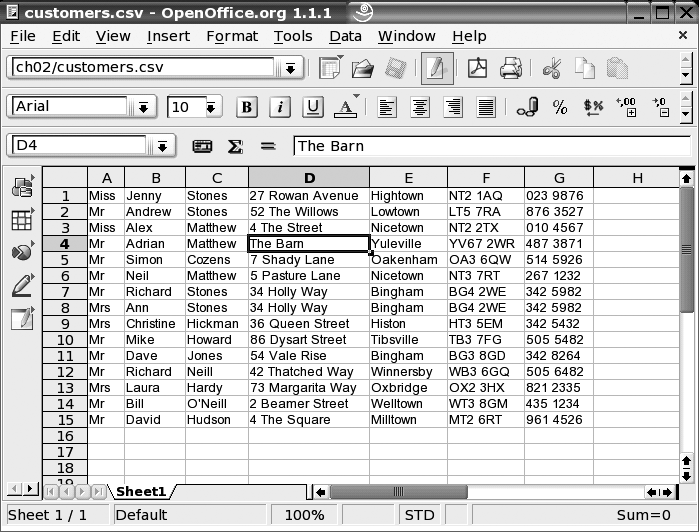 customers.csv - OpenOffice.org 1.1.1
File Edit View Insert Format Tools Data Window Help
ch02/customers.csv
Arial 10 B i U A % $% +,00 ,0
D4 Σ = The Barn
A B C D E F G H
1 Miss Jenny Stones 27 Rowan Avenue Hightown NT2 1AQ 023 9876
2 Mr Andrew Stones 52 The Willows Lowtown LT5 7RA 876 3527
3 Miss Alex Matthew 4 The Street Nicetown NT2 2TX 010 4567
4 Mr Adrian Matthew The Barn Yuleville YV67 2WR 487 3871
5 Mr Simon Cozens 7 Shady Lane Oakenham OA3 6QW 514 5926
6 Mr Neil Matthew 5 Pasture Lane Nicetown NT3 7RT 267 1232
7 Mr Richard Stones 34 Holly Way Bingham BG4 2WE 342 5982
8 Mrs Ann Stones 34 Holly Way Bingham BG4 2WE 342 5982
9 Mrs Christine Hickman 36 Queen Street Histon HT3 5EM 342 5432
10 Mr Mike Howard 86 Dysart Street Tibsville TB3 7FG 505 5482
11 Mr Dave Jones 54 Vale Rise Bingham BG3 8GD 342 8264
12 Mr Richard Neill 42 Thatched Way Winnersby WB3 6GQ 505 6482
13 Mrs Laura Hardy 73 Margarita Way Oxbridge OX2 3HX 821 2335
14 Mr Bill O'Neill 2 Beamer Street Welltown WT3 8GM 435 1234
15 Mr David Hudson 4 The Square Milltown MT2 6RT 961 4526
16
17
18
19
Sheet1
Sheet 1 / 1 Default 100% STD Sum=0